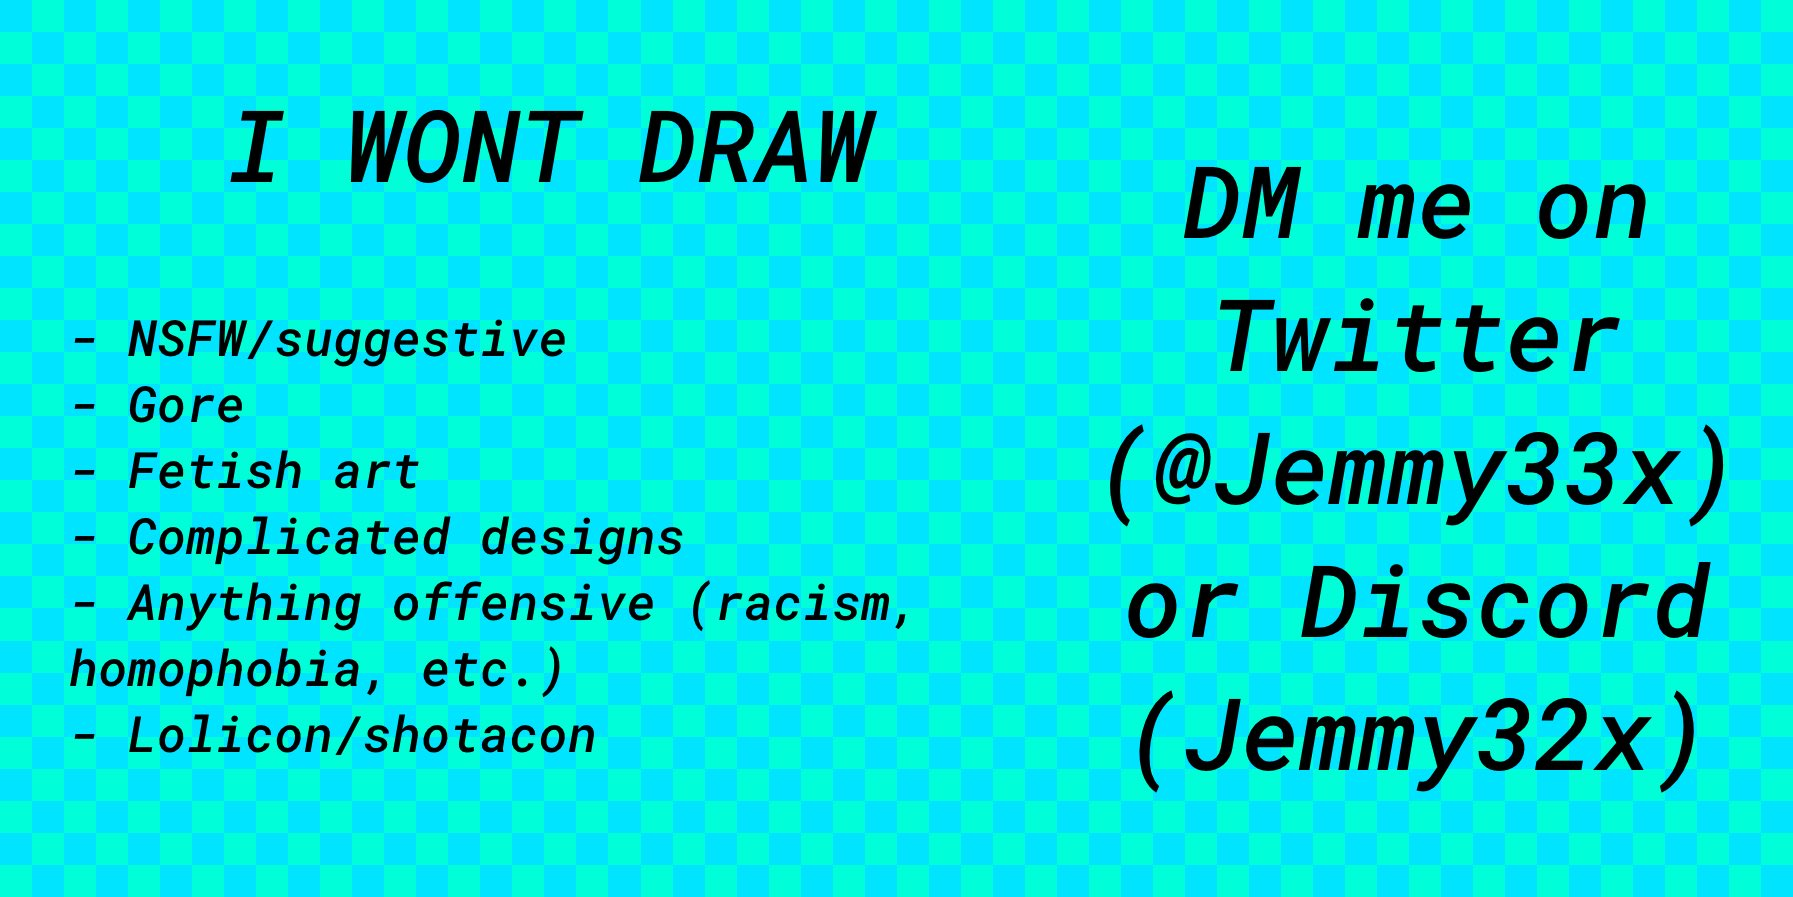 I WONT DRAW
- NSFW/suggestive
- Gore
- Fetish art
- Complicated designs
- Anything offensive (racism,
homophobia, etc.)
- Lolicon/shotacon
DM me on
Twitter
(@Jemmy33x)
or Discord
(Jemmy32x)